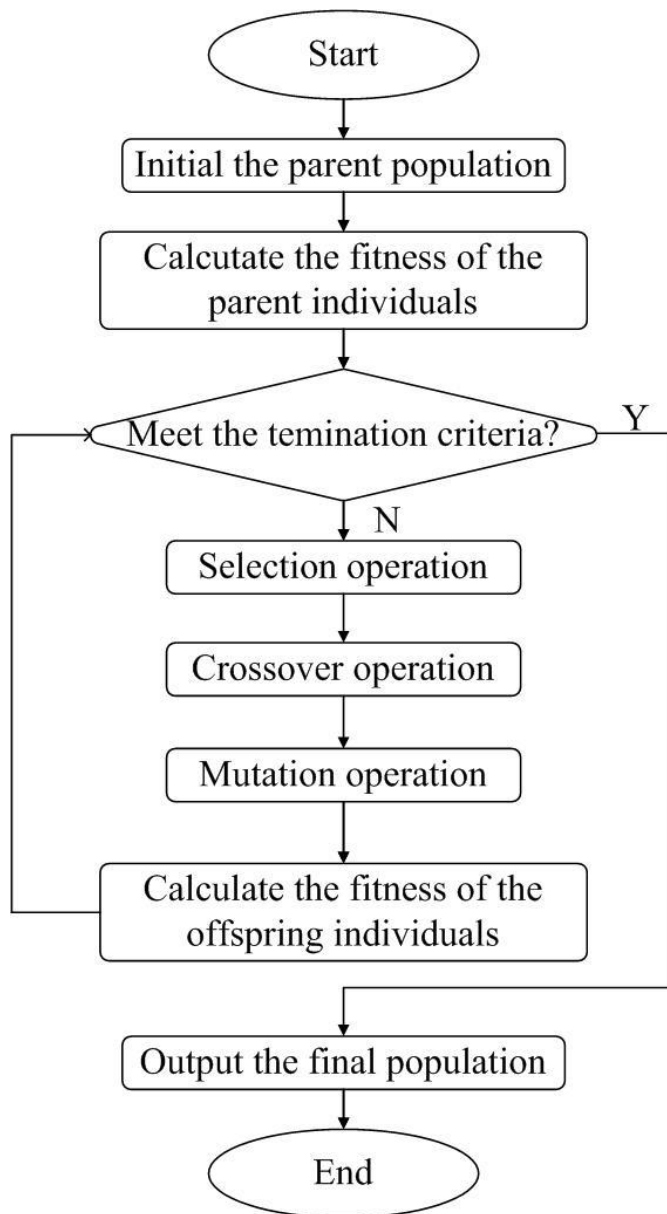 Start
Initial the parent population
Calcutate the fitness of the
parent individuals
Meet the temination criteria?
Y
N
Selection operation
Crossover operation
Mutation operation
Calculate the fitness of the
offspring individuals
Output the final population
End